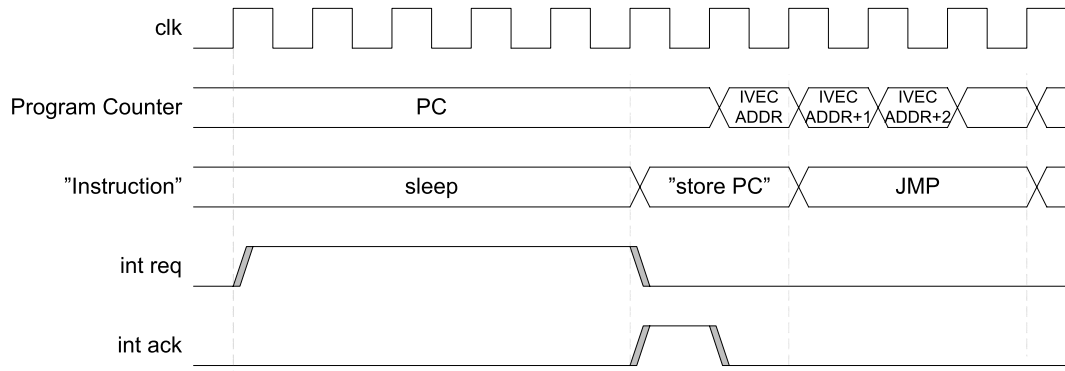 clk
Program Counter
PC
IVEC
ADDR
IVEC
ADDR+1
IVEC
ADDR+2
”Instruction”
sleep
”store PC”
JMP
int req
int ack